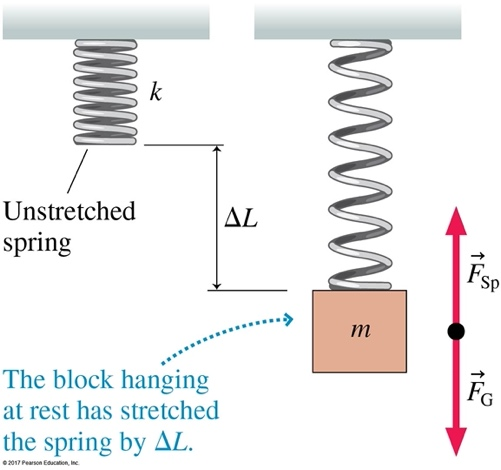 k
Unstretched
spring
ΔL
F⃗Sp
m
F⃗G
The block hanging
at rest has stretched
the spring by ΔL.
© 2017 Pearson Education, Inc.